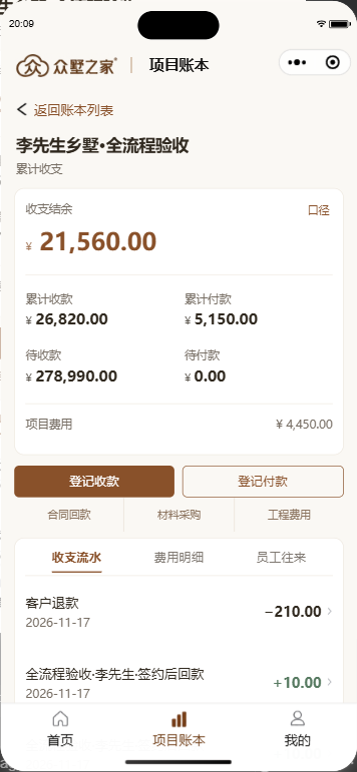 20:09
众墅之家 | 项目账本
返回账本列表
李先生乡墅·全流程验收
累计收支
收支结余 口径
¥ 21,560.00
累计收款 累计付款
¥ 26,820.00 ¥ 5,150.00
待收款 待付款
¥ 278,990.00 ¥ 0.00
项目费用 ¥ 4,450.00
登记收款 登记付款
合同回款 材料采购 工程费用
收支流水 费用明细 员工往来
客户退款 −210.00
2026-11-17
全流程验收·李先生·签约后回款 +10.00
2026-11-17
首页 项目账本 我的